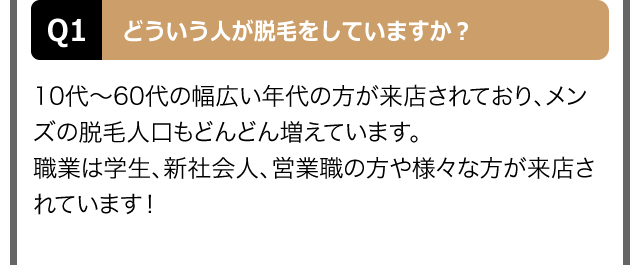 Q1 どういう人が脱毛をしていますか？
10代〜60代の幅広い年代の方が来店されており、メン
ズの脱毛人口もどんどん増えています。
職業は学生、新社会人、営業職の方や様々な方が来店さ
れています！